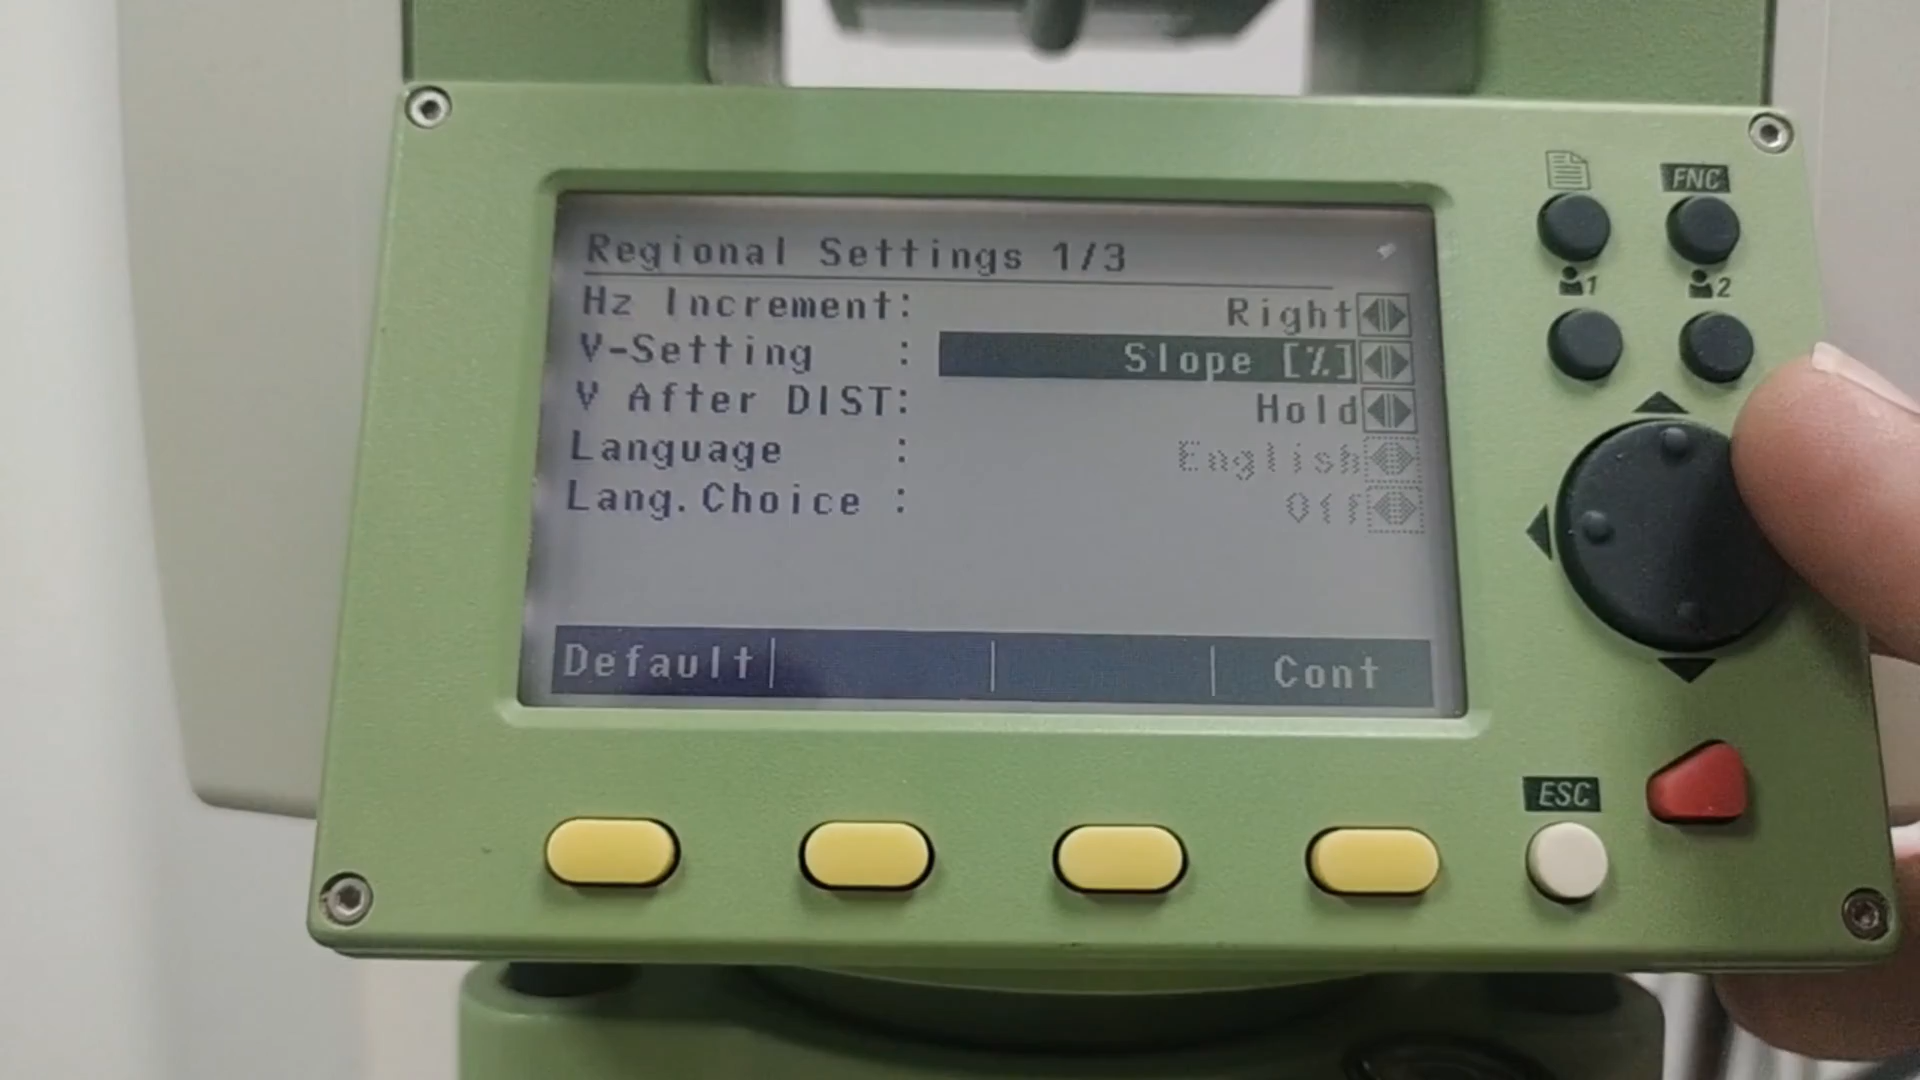 FNC
Regional Settings 1/3
1
2
Hz Increment: Right
V-Setting : Slope [%]
V After DIST: Hold
Language : English
Lang.Choice : Off
Default Cont
ESC